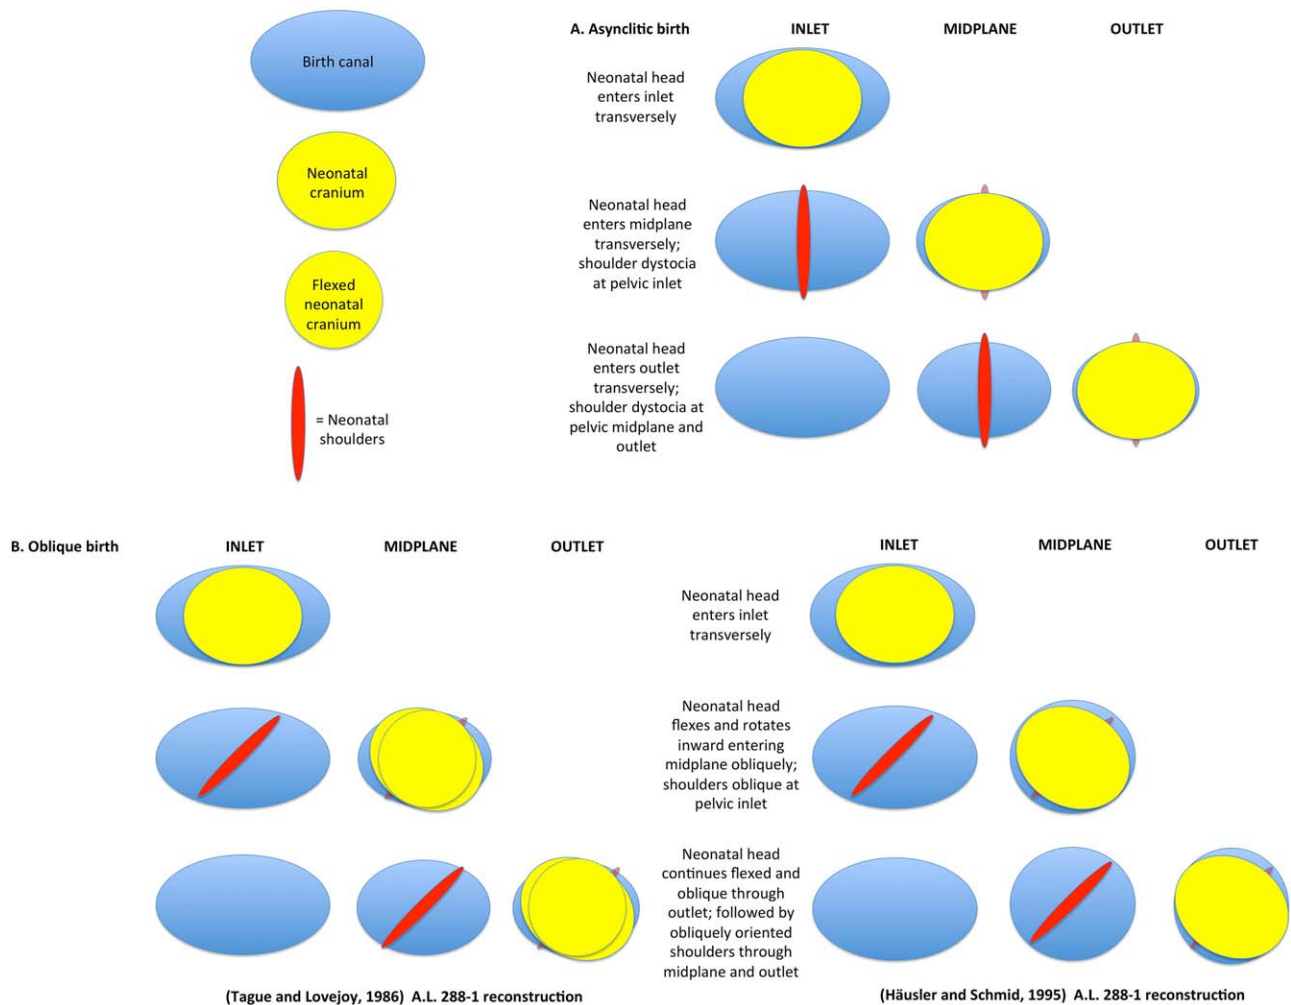 Birth canal
Neonatal
cranium
Flexed
neonatal
cranium
= Neonatal
shoulders
A. Asynclitic birth
INLET
MIDPLANE
OUTLET
Neonatal head
enters inlet
transversely
Neonatal head
enters midplane
transversely;
shoulder dystocia
at pelvic inlet
Neonatal head
enters outlet
transversely;
shoulder dystocia at
pelvic midplane and
outlet
B. Oblique birth
INLET
MIDPLANE
OUTLET
INLET
MIDPLANE
OUTLET
Neonatal head
enters inlet
transversely
Neonatal head
flexes and rotates
inward entering
midplane obliquely;
shoulders oblique at
pelvic inlet
Neonatal head
continues flexed and
oblique through
outlet; followed by
obliquely oriented
shoulders through
midplane and outlet
(Tague and Lovejoy, 1986) A.L. 288-1 reconstruction
(Häusler and Schmid, 1995) A.L. 288-1 reconstruction